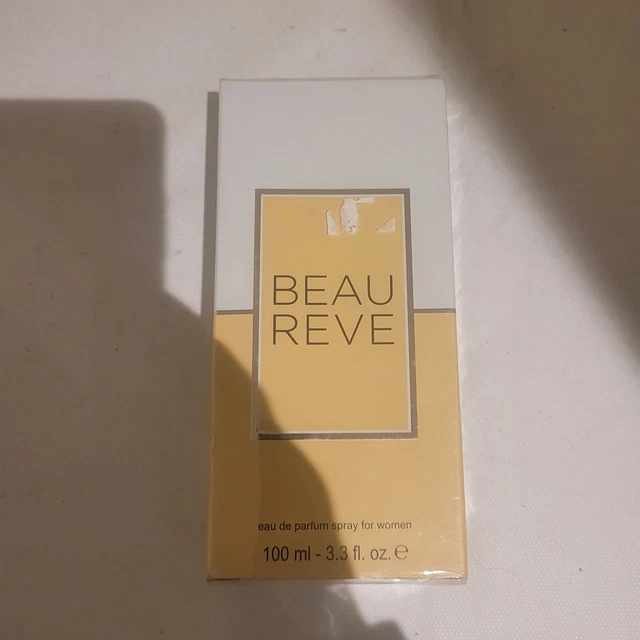 BEAU
REVE
eau de parfum spray for women
100 ml - 3.3 fl. oz. ℮